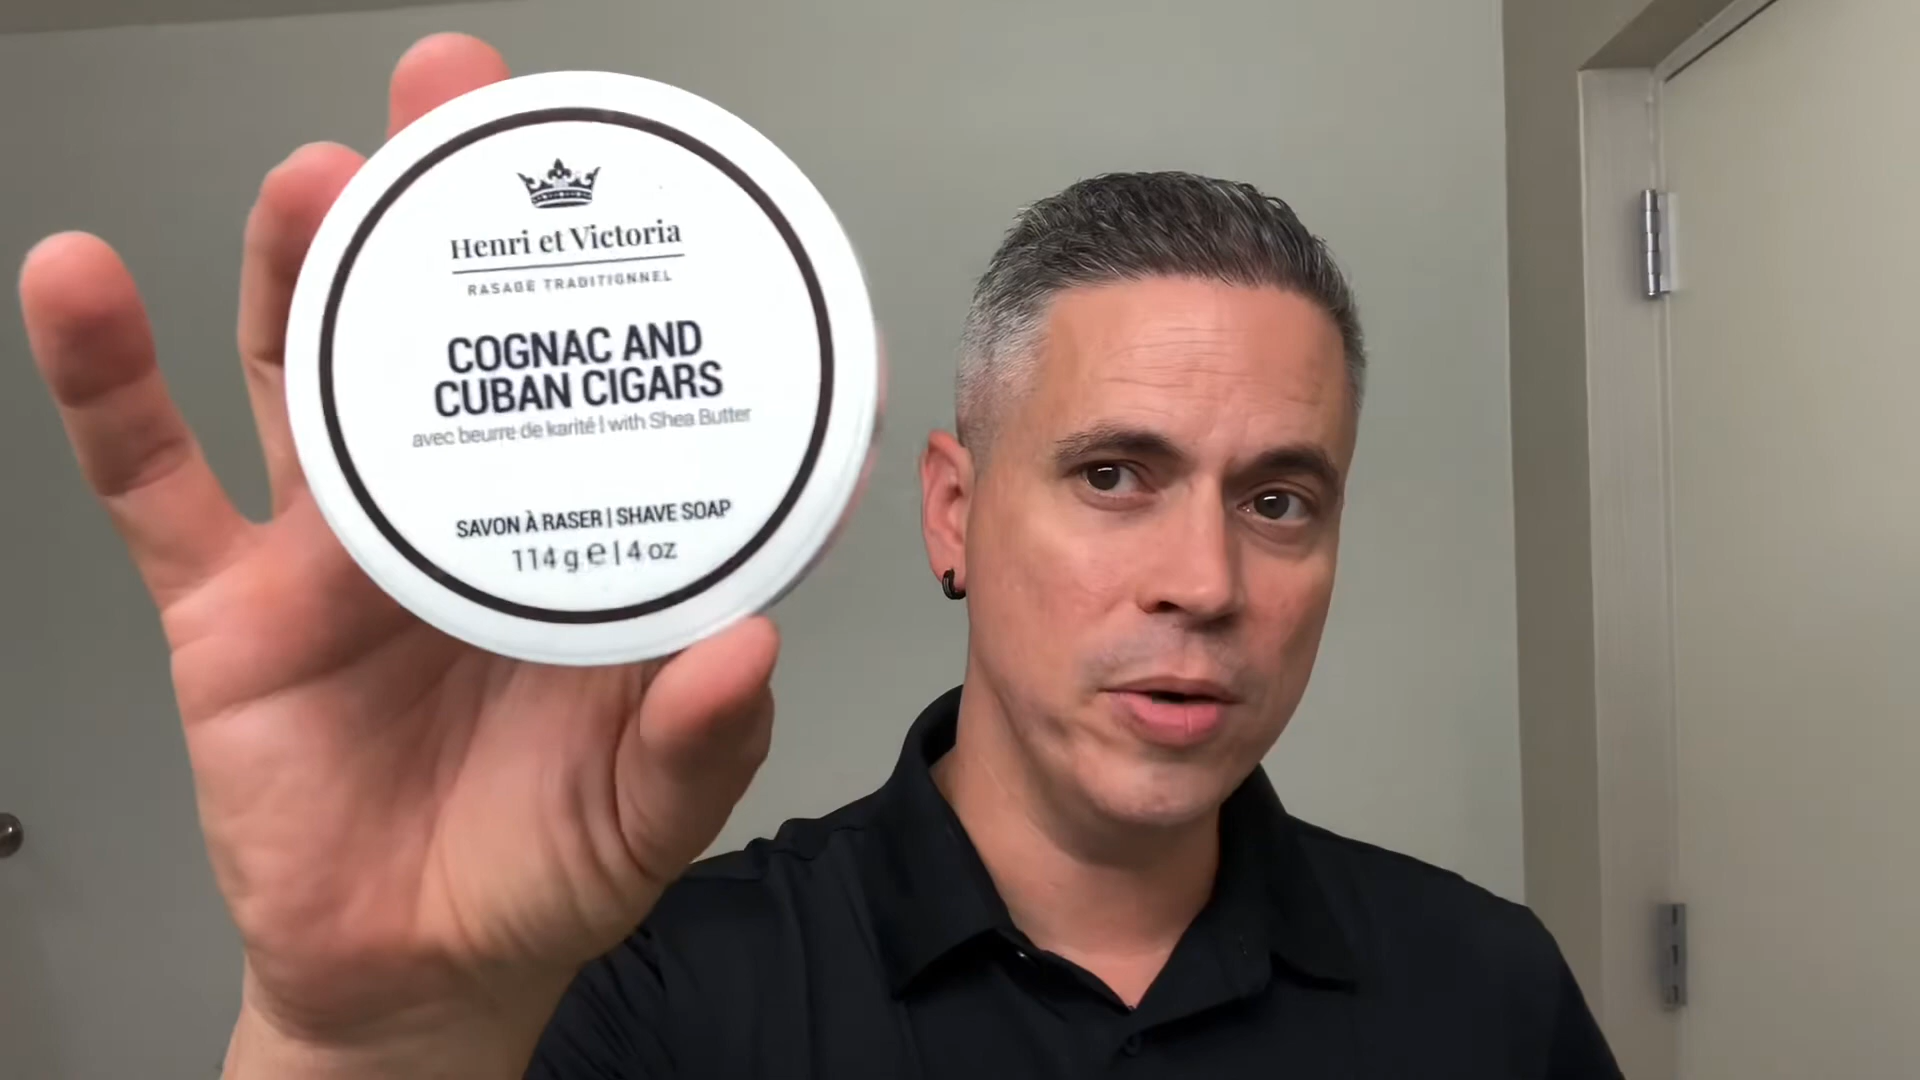 Henri et Victoria
RASAGE TRADITIONNEL
COGNAC AND
CUBAN CIGARS
avec beurre de karité | with Shea Butter
SAVON À RASER | SHAVE SOAP
114 g ℮ | 4 oz